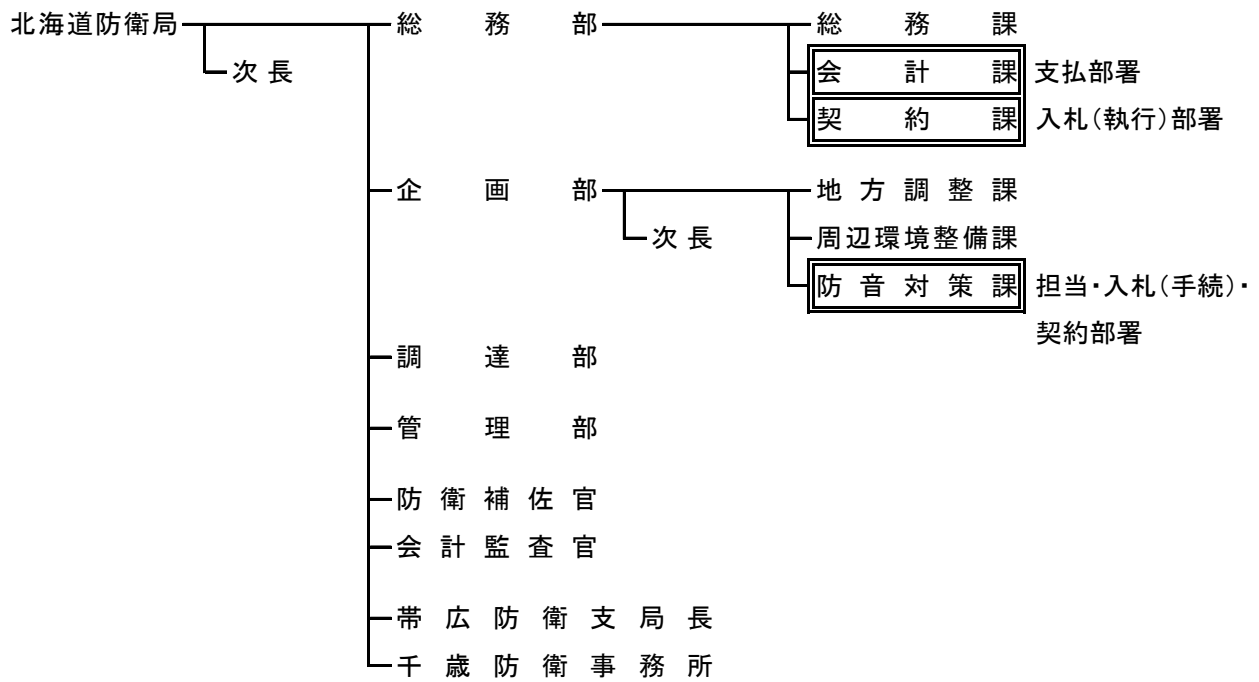 北海道防衛局 総務部 総務課
次長 会計課 支払部署
契約課 入札(執行)部署
企画部 地方調整課
次長 周辺環境整備課
防音対策課 担当・入札(手続)・
契約部署
調達部
管理部
防衛補佐官
会計監査官
帯広防衛支局長
千歳防衛事務所